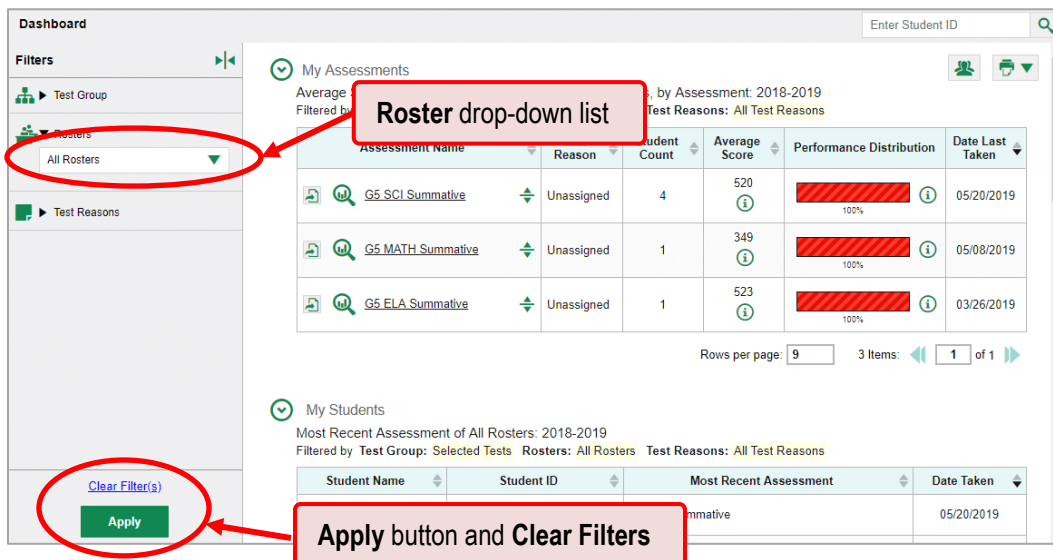 Dashboard
Enter Student ID
Filters
Test Group
Rosters
All Rosters
Test Reasons
Clear Filter(s)
Apply
My Assessments
Average , by Assessment: 2018-2019
Filtered by Test Reasons: All Test Reasons
Roster drop-down list
Assessment Name Reason Student Count Average Score Performance Distribution Date Last Taken
G5 SCI Summative Unassigned 4 520 100% 05/20/2019
G5 MATH Summative Unassigned 1 349 100% 05/08/2019
G5 ELA Summative Unassigned 1 523 100% 03/26/2019
Rows per page: 9 3 Items: 1 of 1
My Students
Most Recent Assessment of All Rosters: 2018-2019
Filtered by Test Group: Selected Tests Rosters: All Rosters Test Reasons: All Test Reasons
Student Name Student ID Most Recent Assessment Date Taken
05/20/2019
Apply button and Clear Filters